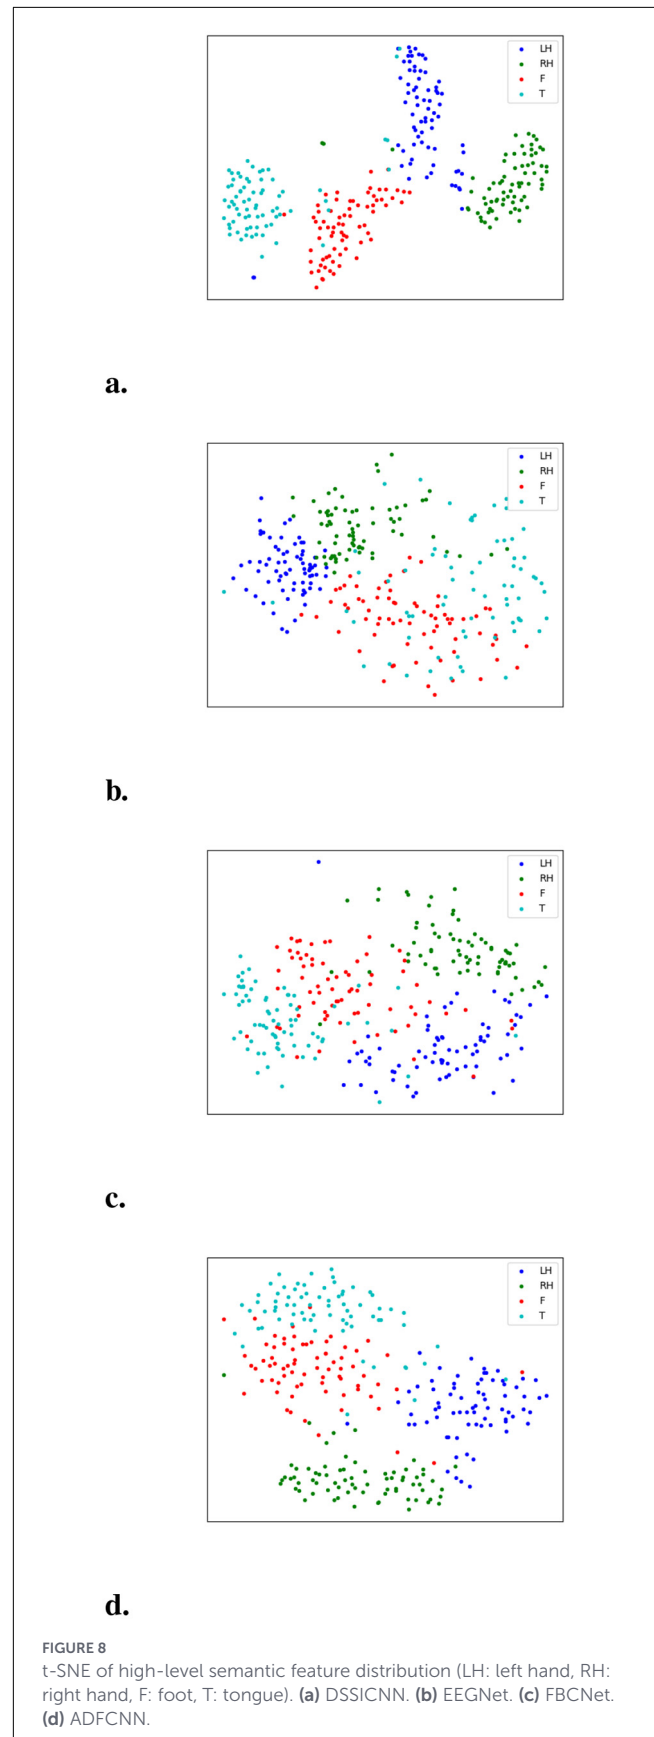 LH
RH
F
T
a.
LH
RH
F
T
b.
LH
RH
F
T
c.
LH
RH
F
T
d.
FIGURE 8
t-SNE of high-level semantic feature distribution (LH: left hand, RH:
right hand, F: foot, T: tongue). (a) DSSICNN. (b) EEGNet. (c) FBCNet.
(d) ADFCNN.